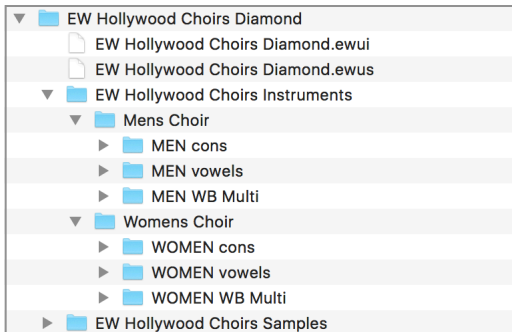 EW Hollywood Choirs Diamond
EW Hollywood Choirs Diamond.ewui
EW Hollywood Choirs Diamond.ewus
EW Hollywood Choirs Instruments
Mens Choir
MEN cons
MEN vowels
MEN WB Multi
Womens Choir
WOMEN cons
WOMEN vowels
WOMEN WB Multi
EW Hollywood Choirs Samples